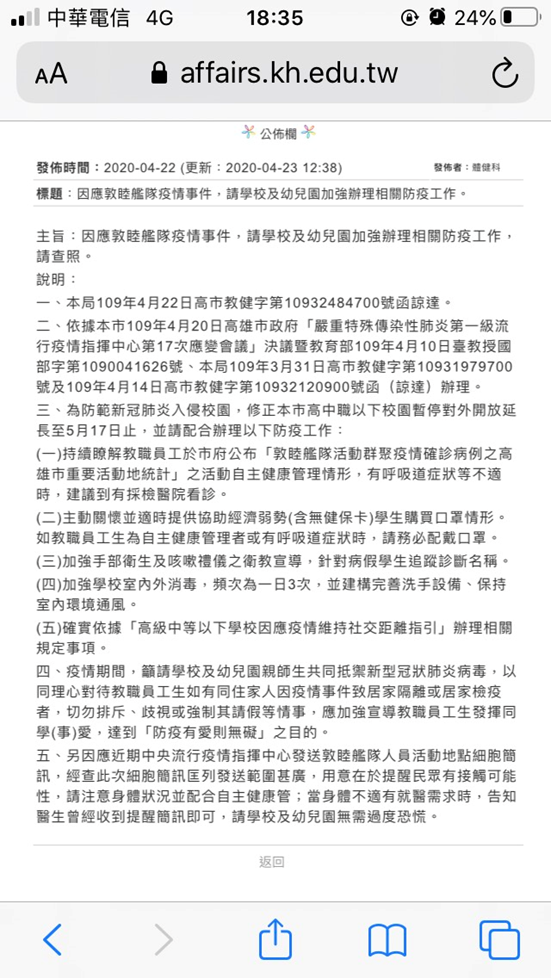 中華電信 4G 18:35 24%
AA affairs.kh.edu.tw
公佈欄
發佈時間：2020-04-22 (更新：2020-04-23 12:38) 發佈者：體健科
標題：因應敦睦艦隊疫情事件，請學校及幼兒園加強辦理相關防疫工作。
主旨：因應敦睦艦隊疫情事件，請學校及幼兒園加強辦理相關防疫工作，
請查照。
說明：
一、本局109年4月22日高市教健字第10932484700號函諒達。
二、依據本市109年4月20日高雄市政府「嚴重特殊傳染性肺炎第一級流
行疫情指揮中心第17次應變會議」決議暨教育部109年4月10日臺教授國
部字第1090041626號、本局109年3月31日高市教健字第10931979700
號及109年4月14日高市教健字第10932120900號函（諒達）辦理。
三、為防範新冠肺炎入侵校園，修正本市高中職以下校園暫停對外開放延
長至5月17日止，並請配合辦理以下防疫工作：
(一)持續瞭解教職員工於市府公布「敦睦艦隊活動群聚疫情確診病例之高
雄市重要活動地統計」之活動自主健康管理情形，有呼吸道症狀等不適
時，建議到有採檢醫院看診。
(二)主動關懷並適時提供協助經濟弱勢(含無健保卡)學生購買口罩情形。
如教職員工生為自主健康管理者或有呼吸道症狀時，請務必配戴口罩。
(三)加強手部衛生及咳嗽禮儀之衛教宣導，針對病假學生追蹤診斷名稱。
(四)加強學校室內外消毒，頻次為一日3次，並建構完善洗手設備、保持
室內環境通風。
(五)確實依據「高級中等以下學校因應疫情維持社交距離指引」辦理相關
規定事項。
四、疫情期間，籲請學校及幼兒園親師生共同抵禦新型冠狀肺炎病毒，以
同理心對待教職員工生如有同住家人因疫情事件致居家隔離或居家檢疫
者，切勿排斥、歧視或強制其請假等情事，應加強宣導教職員工生發揮同
學(事)愛，達到「防疫有愛則無礙」之目的。
五、另因應近期中央流行疫情指揮中心發送敦睦艦隊人員活動地點細胞簡
訊，經查此次細胞簡訊匡列發送範圍甚廣，用意在於提醒民眾有接觸可能
性，請注意身體狀況並配合自主健康管；當身體不適有就醫需求時，告知
醫生曾經收到提醒簡訊即可，請學校及幼兒園無需過度恐慌。
返回